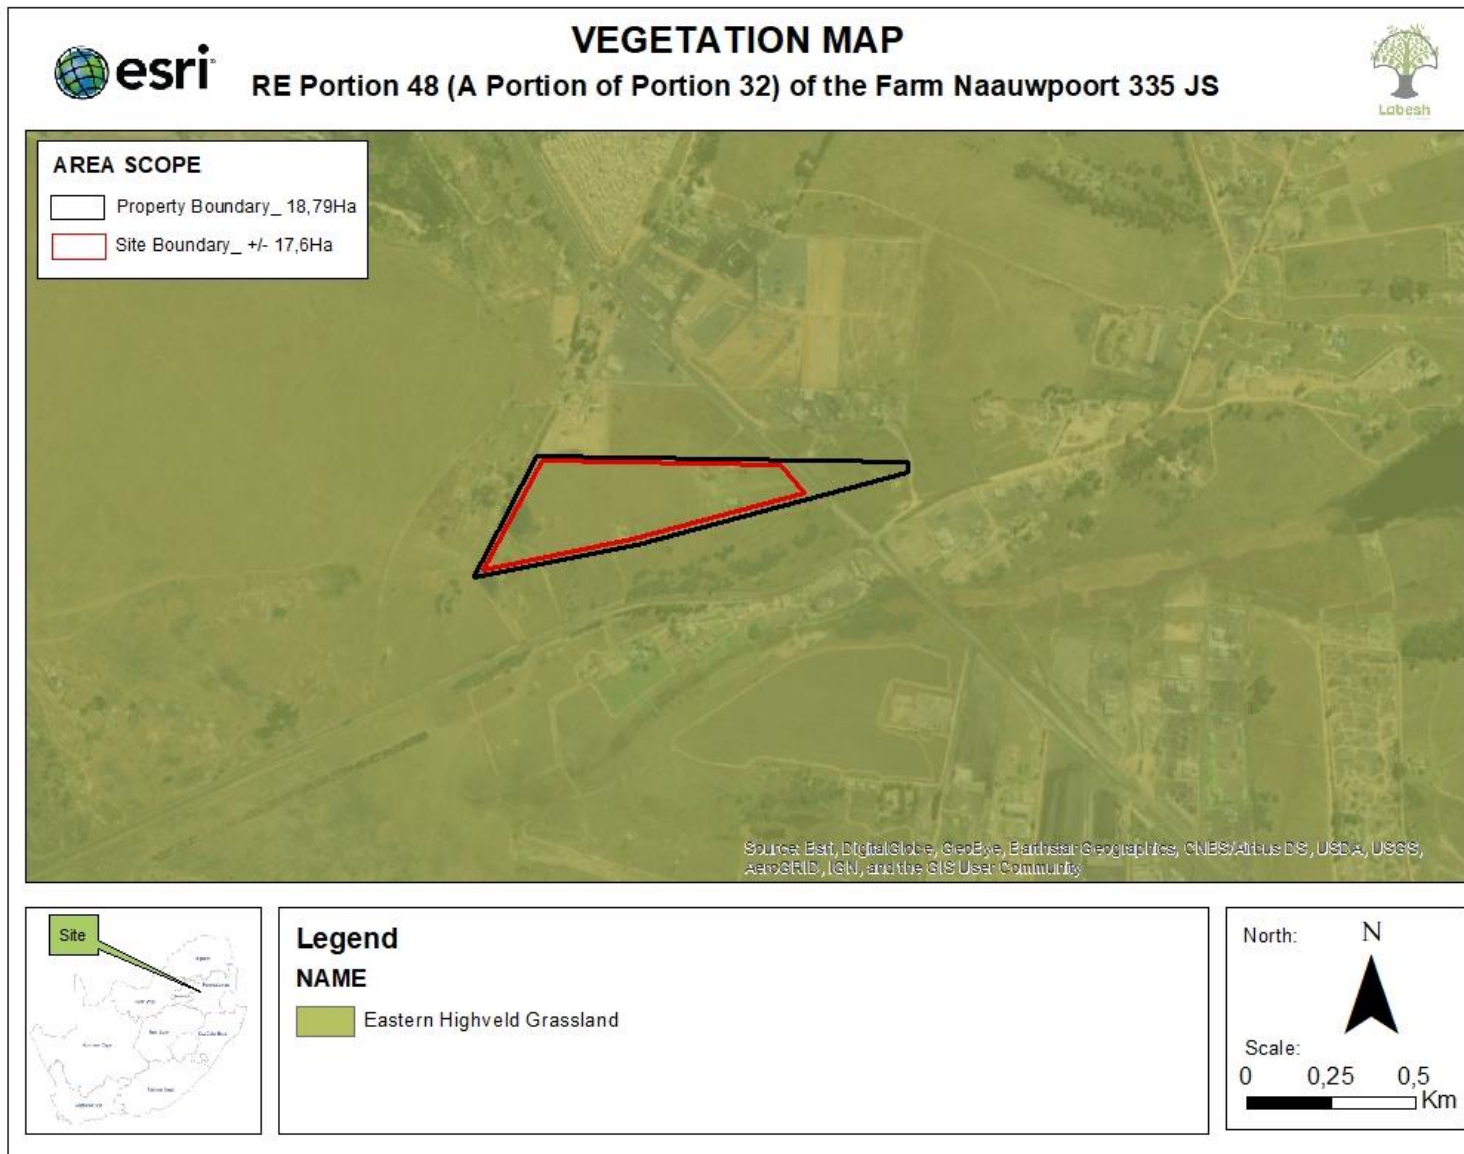 esri
VEGETATION MAP
RE Portion 48 (A Portion of Portion 32) of the Farm Naauwpoort 335 JS
Lobesh
AREA SCOPE
Property Boundary_ 18,79Ha
Site Boundary_ +/- 17,6Ha
Source: Esri, DigitalGlobe, GeoEye, Earthstar Geographics, CNES/Airbus DS, USDA, USGS,
AeroGRID, IGN, and the GIS User Community
Site
Legend
NAME
Eastern Highveld Grassland
North:
N
Scale:
0 0,25 0,5
Km